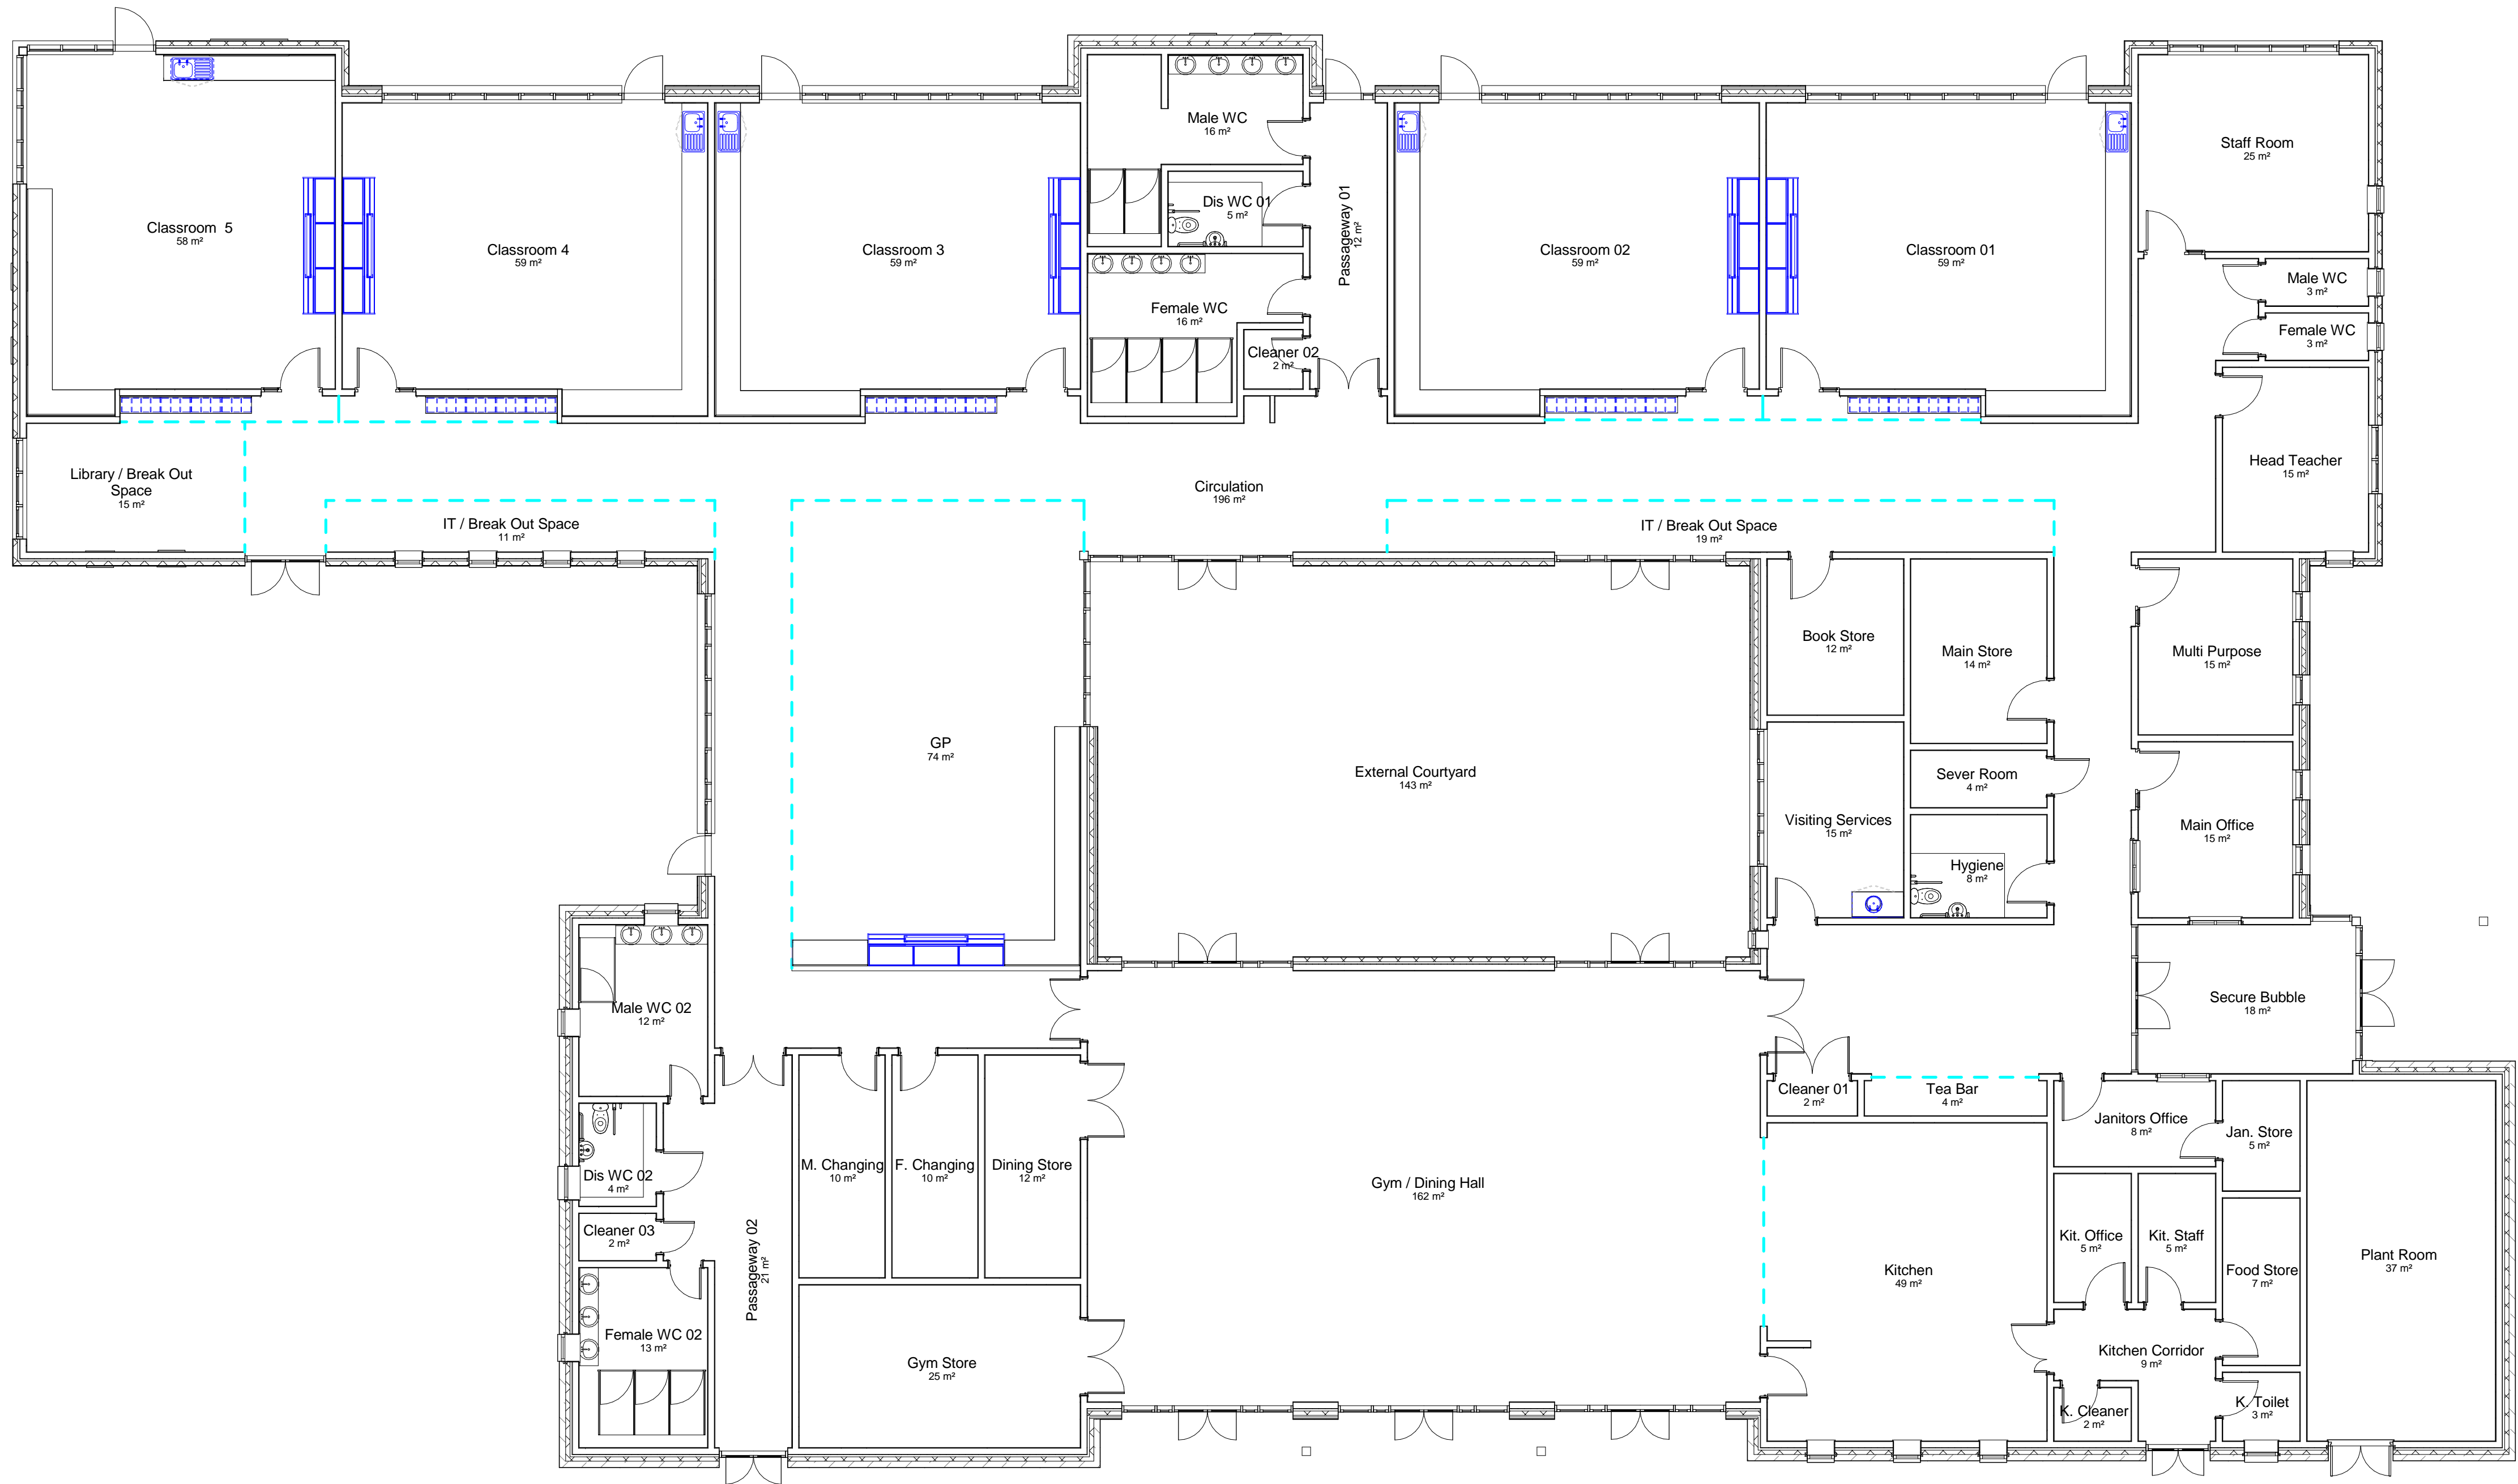 Classroom  5
58 m²
Classroom 4
59 m²
Classroom 3
59 m²
Male WC
16 m²
Dis WC 01
5 m²
Female WC
16 m²
Cleaner 02
2 m²
Passageway 01
12 m²
Classroom 02
59 m²
Classroom 01
59 m²
Staff Room
25 m²
Male WC
3 m²
Female WC
3 m²
Head Teacher
15 m²
Library / Break Out
Space
15 m²
IT / Break Out Space
11 m²
Circulation
196 m²
IT / Break Out Space
19 m²
GP
74 m²
External Courtyard
143 m²
Book Store
12 m²
Main Store
14 m²
Multi Purpose
15 m²
Sever Room
4 m²
Visiting Services
15 m²
Hygiene
8 m²
Main Office
15 m²
Secure Bubble
18 m²
Male WC 02
12 m²
Dis WC 02
4 m²
Cleaner 03
2 m²
Female WC 02
13 m²
Passageway 02
21 m²
M. Changing
10 m²
F. Changing
10 m²
Dining Store
12 m²
Gym Store
25 m²
Gym / Dining Hall
162 m²
Cleaner 01
2 m²
Tea Bar
4 m²
Janitors Office
8 m²
Jan. Store
5 m²
Kitchen
49 m²
Kit. Office
5 m²
Kit. Staff
5 m²
Food Store
7 m²
Plant Room
37 m²
Kitchen Corridor
9 m²
K. Cleaner
2 m²
K. Toilet
3 m²